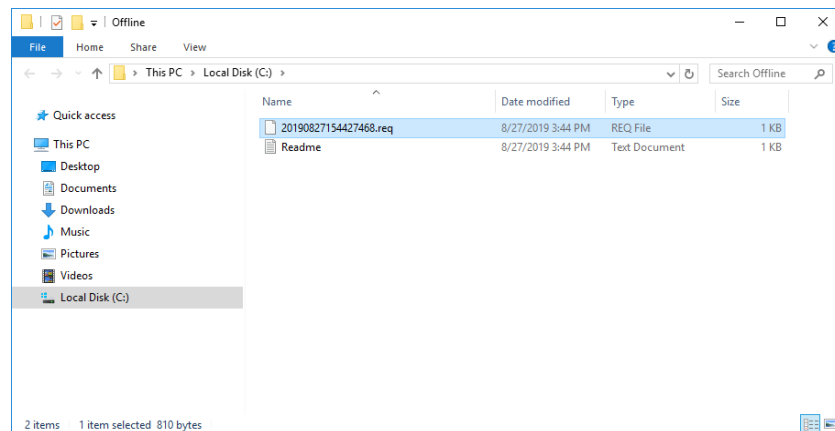 Offline
File Home Share View
This PC Local Disk (C:) Search Offline
Name Date modified Type Size
Quick access
20190827154427468.req 8/27/2019 3:44 PM REQ File 1 KB
This PC
Readme 8/27/2019 3:44 PM Text Document 1 KB
Desktop
Documents
Downloads
Music
Pictures
Videos
Local Disk (C:)
2 items 1 item selected 810 bytes